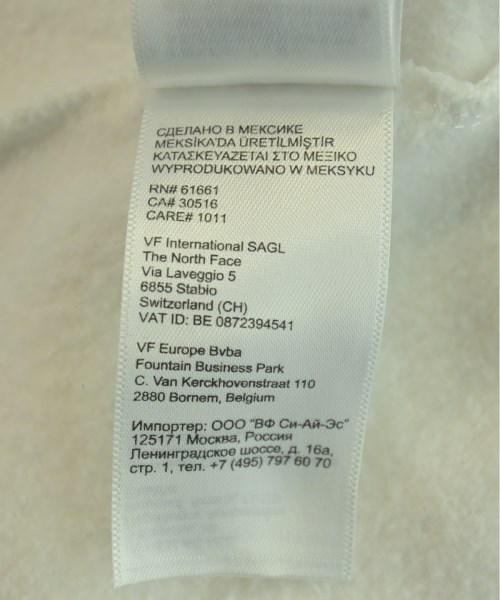 СДЕЛАНО В МЕКСИКЕ
MEKSİKA'DA ÜRETİLMİŞTİR
ΚΑΤΑΣΚΕΥΑΖΕΤΑΙ ΣΤΟ ΜΕΞΙΚΟ
WYPRODUKOWANO W MEKSYKU
RN# 61661
CA# 30516
CARE# 1011
VF International SAGL
The North Face
Via Laveggio 5
6855 Stabio
Switzerland (CH)
VAT ID: BE 0872394541
VF Europe Bvba
Fountain Business Park
C. Van Kerckhovenstraat 110
2880 Bornem, Belgium
Импортер: ООО "ВФ Си-Ай-Эс"
125171 Москва, Россия
Ленинградское шоссе, д. 16а,
стр. 1, тел. +7 (495) 797 60 70